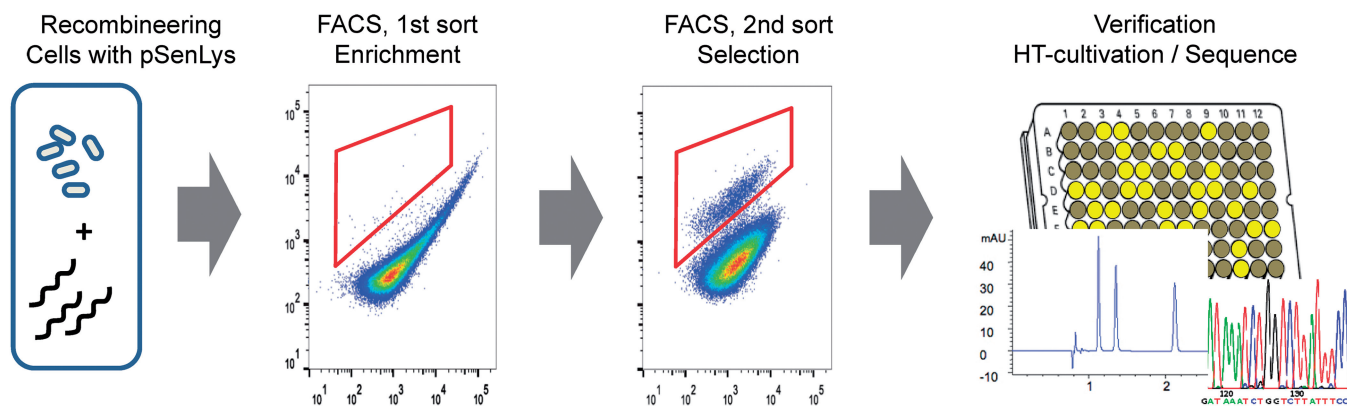 Recombineering
Cells with pSenLys
FACS, 1st sort
Enrichment
FACS, 2nd sort
Selection
Verification
HT-cultivation / Sequence
+
10^5
10^4
10^3
10^2
10^1
10^1 10^2 10^3 10^4 10^5
10^5
10^4
10^3
10^2
10^1
10^1 10^2 10^3 10^4 10^5
1 2 3 4 5 6 7 8 9 10 11 12
A
B
C
D
E
mAU
40
30
20
10
0
-10
1 2
120 130
GATAAATCTGGTCTTATTTCC